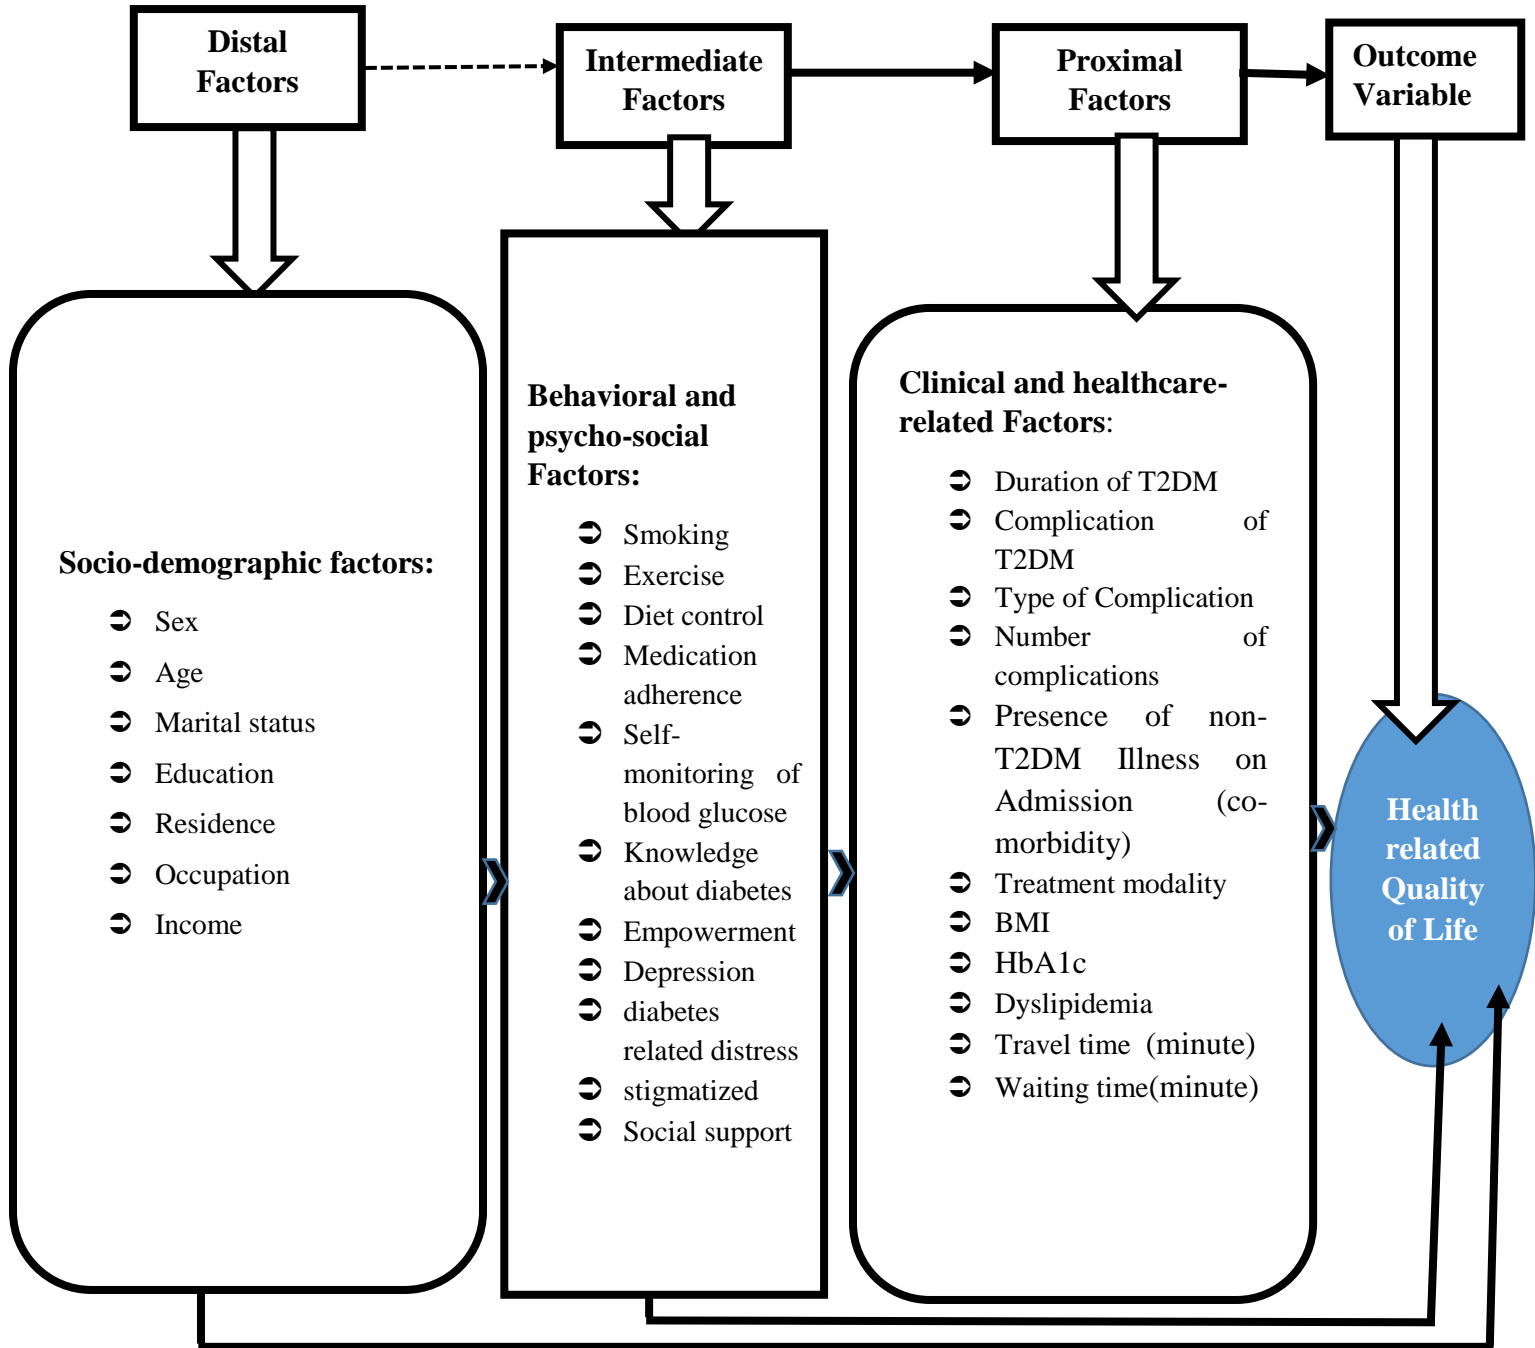 Distal
Factors
Intermediate
Factors
Proximal
Factors
Outcome
Variable
Socio-demographic factors:
➲ Sex
➲ Age
➲ Marital status
➲ Education
➲ Residence
➲ Occupation
➲ Income
Behavioral and
psycho-social
Factors:
➲ Smoking
➲ Exercise
➲ Diet control
➲ Medication
adherence
➲ Self-
monitoring of
blood glucose
➲ Knowledge
about diabetes
➲ Empowerment
➲ Depression
➲ diabetes
related distress
➲ stigmatized
➲ Social support
Clinical and healthcare-
related Factors:
➲ Duration of T2DM
➲ Complication of
T2DM
➲ Type of Complication
➲ Number of
complications
➲ Presence of non-
T2DM Illness on
Admission (co-
morbidity)
➲ Treatment modality
➲ BMI
➲ HbA1c
➲ Dyslipidemia
➲ Travel time (minute)
➲ Waiting time(minute)
Health
related
Quality
of Life